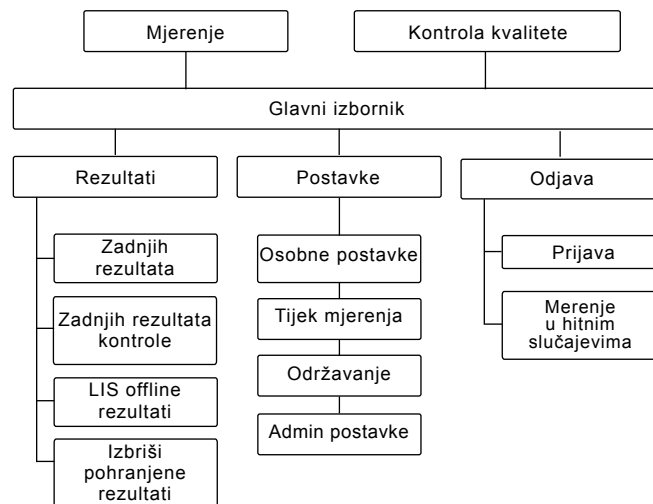 Mjerenje
Kontrola kvalitete
Glavni izbornik
Rezultati
Postavke
Odjava
Zadnjih
rezultata
Zadnjih rezultata
kontrole
LIS offline
rezultati
Izbriši
pohranjene
rezultati
Osobne postavke
Tijek mjerenja
Održavanje
Admin postavke
Prijava
Merenje
u hitnim
slučajevima